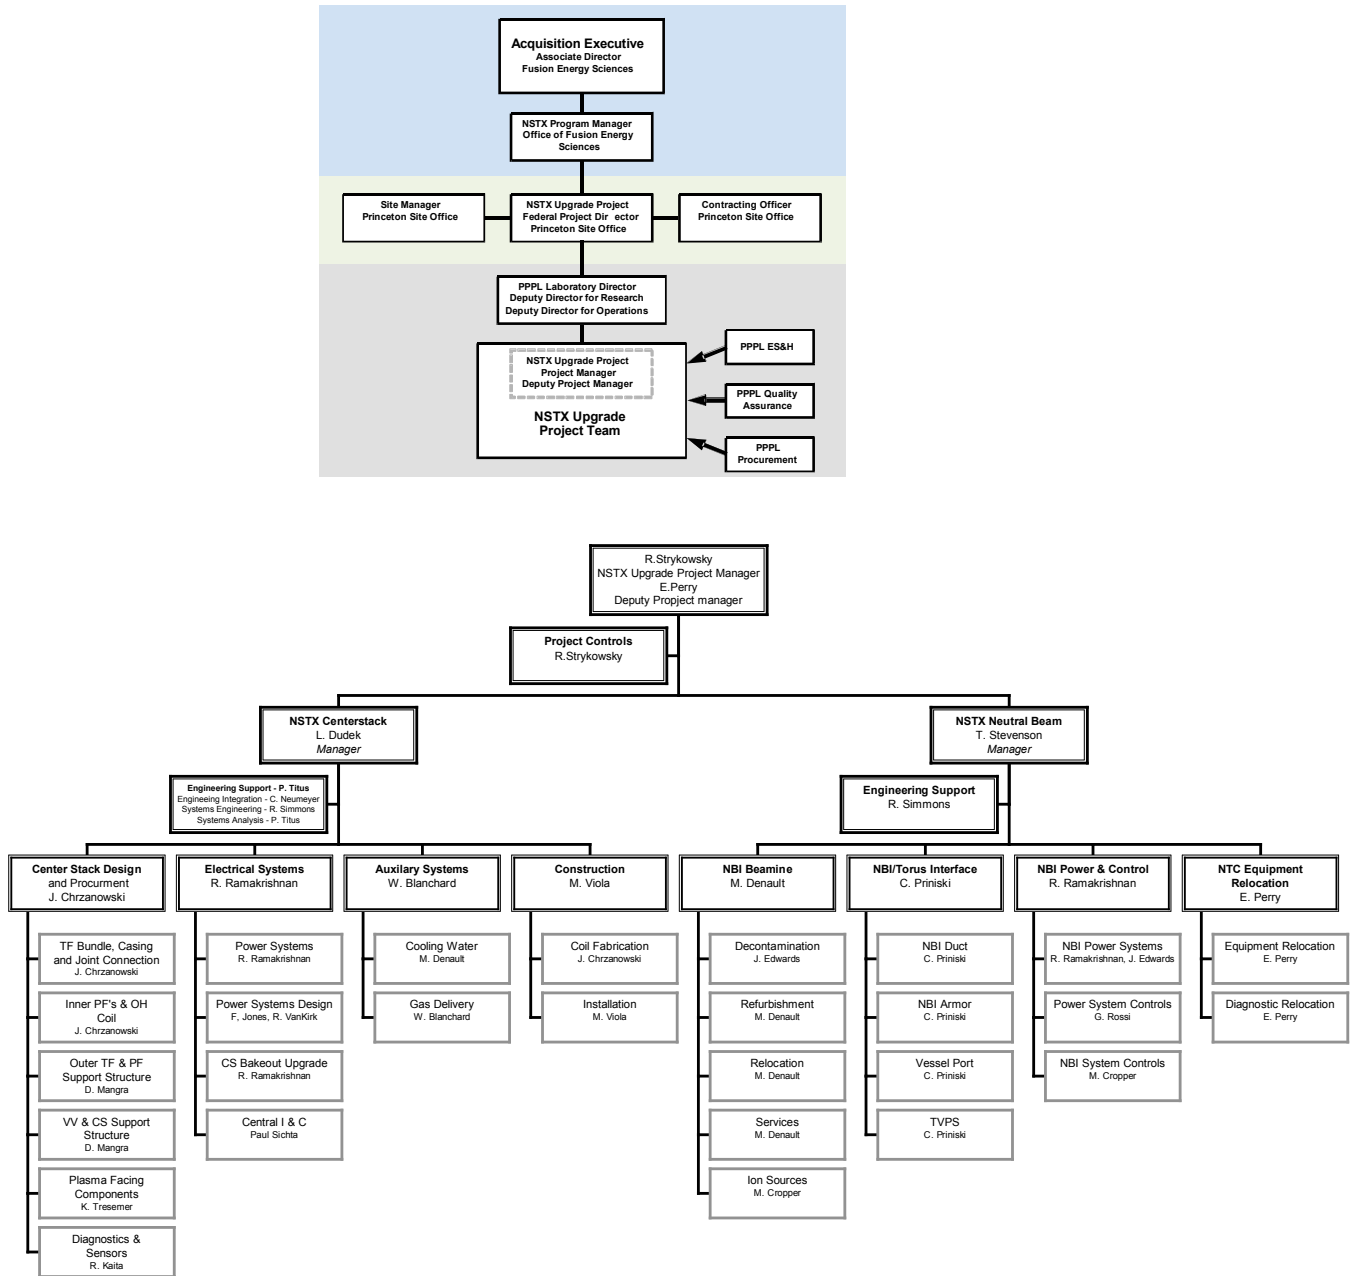 Acquisition Executive
Associate Director
Fusion Energy Sciences
NSTX Program Manager
Office of Fusion Energy
Sciences
Site Manager
Princeton Site Office
NSTX Upgrade Project
Federal Project Dir ector
Princeton Site Office
Contracting Officer
Princeton Site Office
PPPL Laboratory Director
Deputy Director for Research
Deputy Director for Operations
NSTX Upgrade Project
Project Manager
Deputy Project Manager
NSTX Upgrade
Project Team
PPPL ES&H
PPPL Quality
Assurance
PPPL
Procurement
R.Strykowsky
NSTX Upgrade Project Manager
E.Perry
Deputy Propject manager
Project Controls
R.Strykowsky
NSTX Centerstack
L. Dudek
Manager
NSTX Neutral Beam
T. Stevenson
Manager
Engineering Support - P. Titus
Engineeing Integration - C. Neumeyer
Systems Engineering - R. Simmons
Systems Analysis - P. Titus
Engineering Support
R. Simmons
Center Stack Design
and Procurment
J. Chrzanowski
Electrical Systems
R. Ramakrishnan
Auxilary Systems
W. Blanchard
Construction
M. Viola
NBI Beamine
M. Denault
NBI/Torus Interface
C. Priniski
NBI Power & Control
R. Ramakrishnan
NTC Equipment
Relocation
E. Perry
TF Bundle, Casing
and Joint Connection
J. Chrzanowski
Inner PF's & OH
Coil
J. Chrzanowski
Outer TF & PF
Support Structure
D. Mangra
VV & CS Support
Structure
D. Mangra
Plasma Facing
Components
K. Tresemer
Diagnostics &
Sensors
R. Kaita
Power Systems
R. Ramakrishnan
Power Systems Design
F, Jones, R. VanKirk
CS Bakeout Upgrade
R. Ramakrishnan
Central I & C
Paul Sichta
Cooling Water
M. Denault
Gas Delivery
W. Blanchard
Coil Fabrication
J. Chrzanowski
Installation
M. Viola
Decontamination
J. Edwards
Refurbishment
M. Denault
Relocation
M. Denault
Services
M. Denault
Ion Sources
M. Cropper
NBI Duct
C. Priniski
NBI Armor
C. Priniski
Vessel Port
C. Priniski
TVPS
C. Priniski
NBI Power Systems
R. Ramakrishnan, J. Edwards
Power System Controls
G. Rossi
NBI System Controls
M. Cropper
Equipment Relocation
E. Perry
Diagnostic Relocation
E. Perry